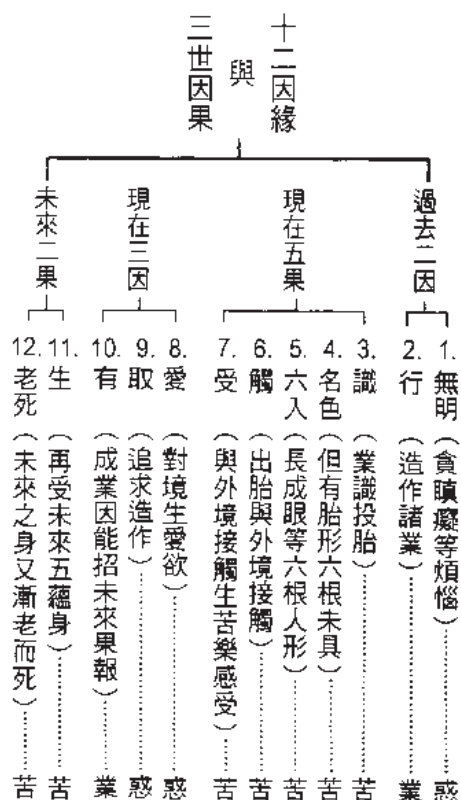 十二因緣
與
三世因果
過去二因
1. 無明（貪瞋癡等煩惱）⋯⋯惑
2. 行（造作諸業）⋯⋯業
現在五果
3. 識（業識投胎）⋯⋯苦
4. 名色（但有胎形六根未具）⋯⋯苦
5. 六入（長成眼等六根人形）⋯⋯苦
6. 觸（出胎與外境接觸）⋯⋯苦
7. 受（與外境接觸生苦樂感受）⋯⋯苦
現在三因
8. 愛（對境生愛欲）⋯⋯惑
9. 取（追求造作）⋯⋯惑
10. 有（成業因能招未來果報）⋯⋯業
未來二果
11. 生（再受未來五蘊身）⋯⋯苦
12. 老死（未來之身又漸老而死）⋯⋯苦